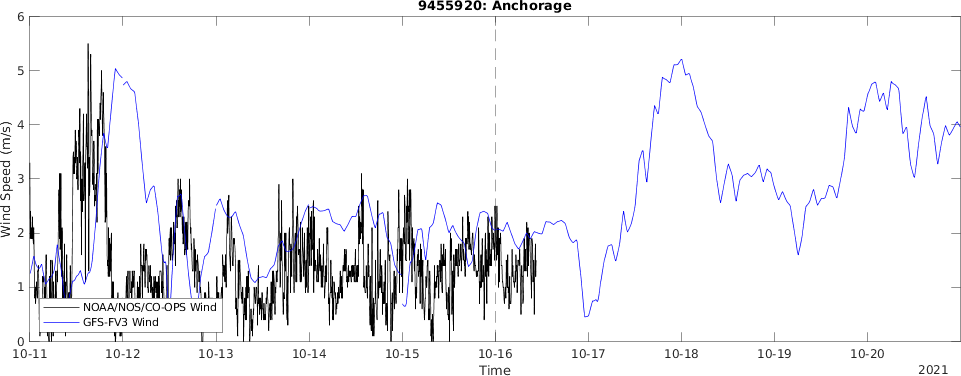 9455920: Anchorage
6
5
4
3
2
1
0
Wind Speed (m/s)
NOAA/NOS/CO-OPS Wind
GFS-FV3 Wind
10-11 10-12 10-13 10-14 10-15 10-16 10-17 10-18 10-19 10-20
Time
2021